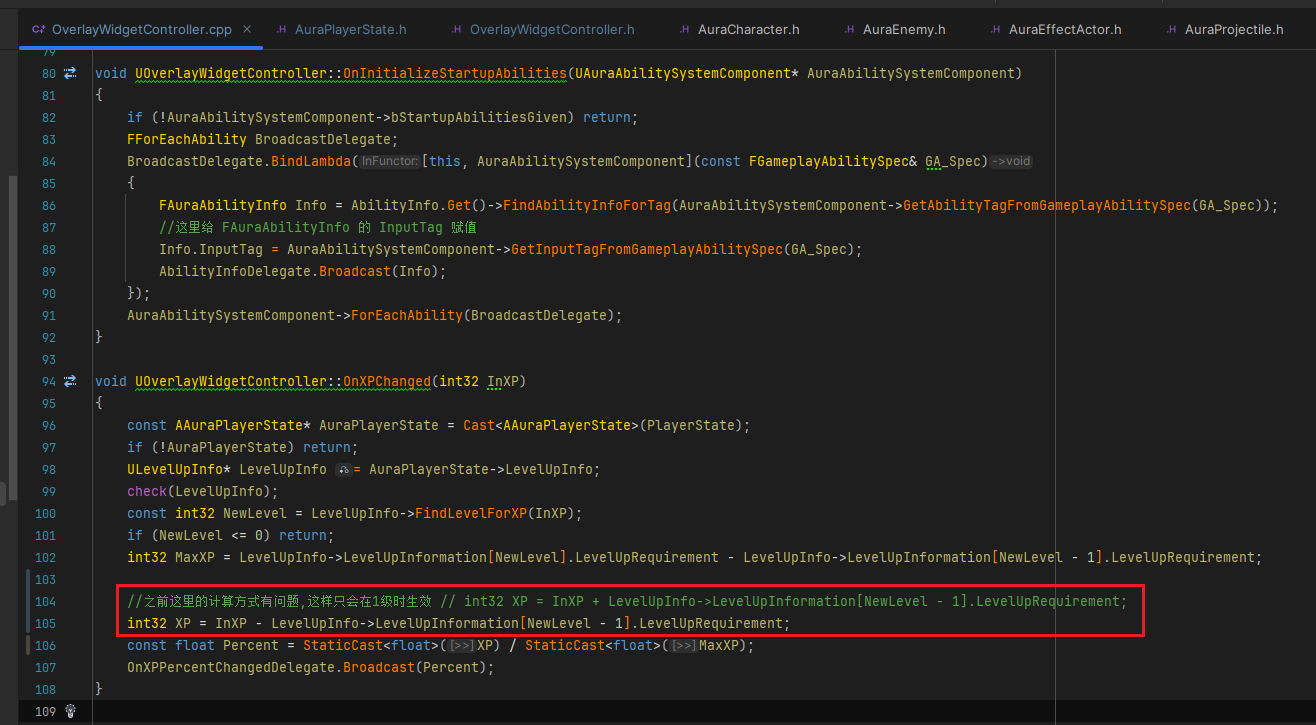 OverlayWidgetController.cpp
AuraPlayerState.h
OverlayWidgetController.h
AuraCharacter.h
AuraEnemy.h
AuraEffectActor.h
AuraProjectile.h
79
80 void UOverlayWidgetController::OnInitializeStartupAbilities(UAuraAbilitySystemComponent* AuraAbilitySystemComponent)
81 {
82 if (!AuraAbilitySystemComponent->bStartupAbilitiesGiven) return;
83 FForEachAbility BroadcastDelegate;
84 BroadcastDelegate.BindLambda(InFunctor: [this, AuraAbilitySystemComponent](const FGameplayAbilitySpec& GA_Spec)->void
85 {
86 FAuraAbilityInfo Info = AbilityInfo.Get()->FindAbilityInfoForTag(AuraAbilitySystemComponent->GetAbilityTagFromGameplayAbilitySpec(GA_Spec));
87 //这里给 FAuraAbilityInfo 的 InputTag 赋值
88 Info.InputTag = AuraAbilitySystemComponent->GetInputTagFromGameplayAbilitySpec(GA_Spec);
89 AbilityInfoDelegate.Broadcast(Info);
90 });
91 AuraAbilitySystemComponent->ForEachAbility(BroadcastDelegate);
92 }
93
94 void UOverlayWidgetController::OnXPChanged(int32 InXP)
95 {
96 const AAuraPlayerState* AuraPlayerState = Cast<AAuraPlayerState>(PlayerState);
97 if (!AuraPlayerState) return;
98 ULevelUpInfo* LevelUpInfo = AuraPlayerState->LevelUpInfo;
99 check(LevelUpInfo);
100 const int32 NewLevel = LevelUpInfo->FindLevelForXP(InXP);
101 if (NewLevel <= 0) return;
102 int32 MaxXP = LevelUpInfo->LevelUpInformation[NewLevel].LevelUpRequirement - LevelUpInfo->LevelUpInformation[NewLevel - 1].LevelUpRequirement;
103
104 //之前这里的计算方式有问题,这样只会在1级时生效 // int32 XP = InXP + LevelUpInfo->LevelUpInformation[NewLevel - 1].LevelUpRequirement;
105 int32 XP = InXP - LevelUpInfo->LevelUpInformation[NewLevel - 1].LevelUpRequirement;
106 const float Percent = StaticCast<float>([>>]XP) / StaticCast<float>([>>]MaxXP);
107 OnXPPercentChangedDelegate.Broadcast(Percent);
108 }
109